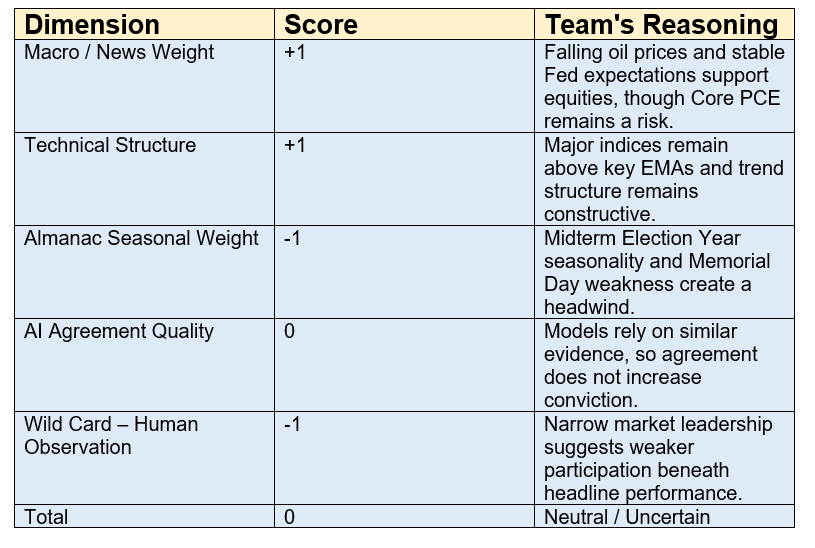 Dimension Score Team's Reasoning
Macro / News Weight +1 Falling oil prices and stable
Fed expectations support
equities, though Core PCE
remains a risk.
Technical Structure +1 Major indices remain
above key EMAs and trend
structure remains
constructive.
Almanac Seasonal Weight -1 Midterm Election Year
seasonality and Memorial
Day weakness create a
headwind.
AI Agreement Quality 0 Models rely on similar
evidence, so agreement
does not increase
conviction.
Wild Card – Human -1 Narrow market leadership
Observation suggests weaker
participation beneath
headline performance.
Total 0 Neutral / Uncertain